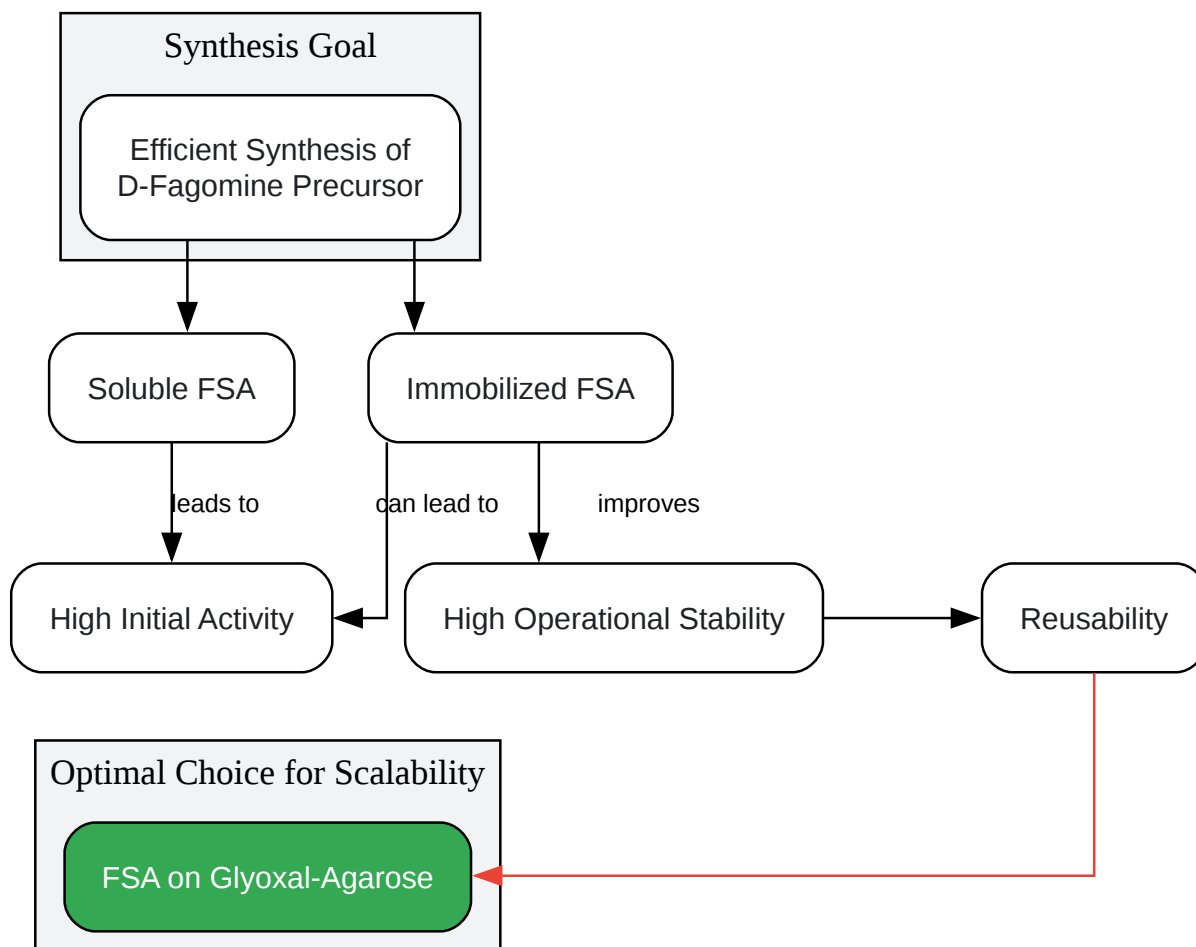 Synthesis Goal
Efficient Synthesis of
D-Fagomine Precursor
Soluble FSA
Immobilized FSA
leads to
can lead to
improves
High Initial Activity
High Operational Stability
Reusability
Optimal Choice for Scalability
FSA on Glyoxal-Agarose